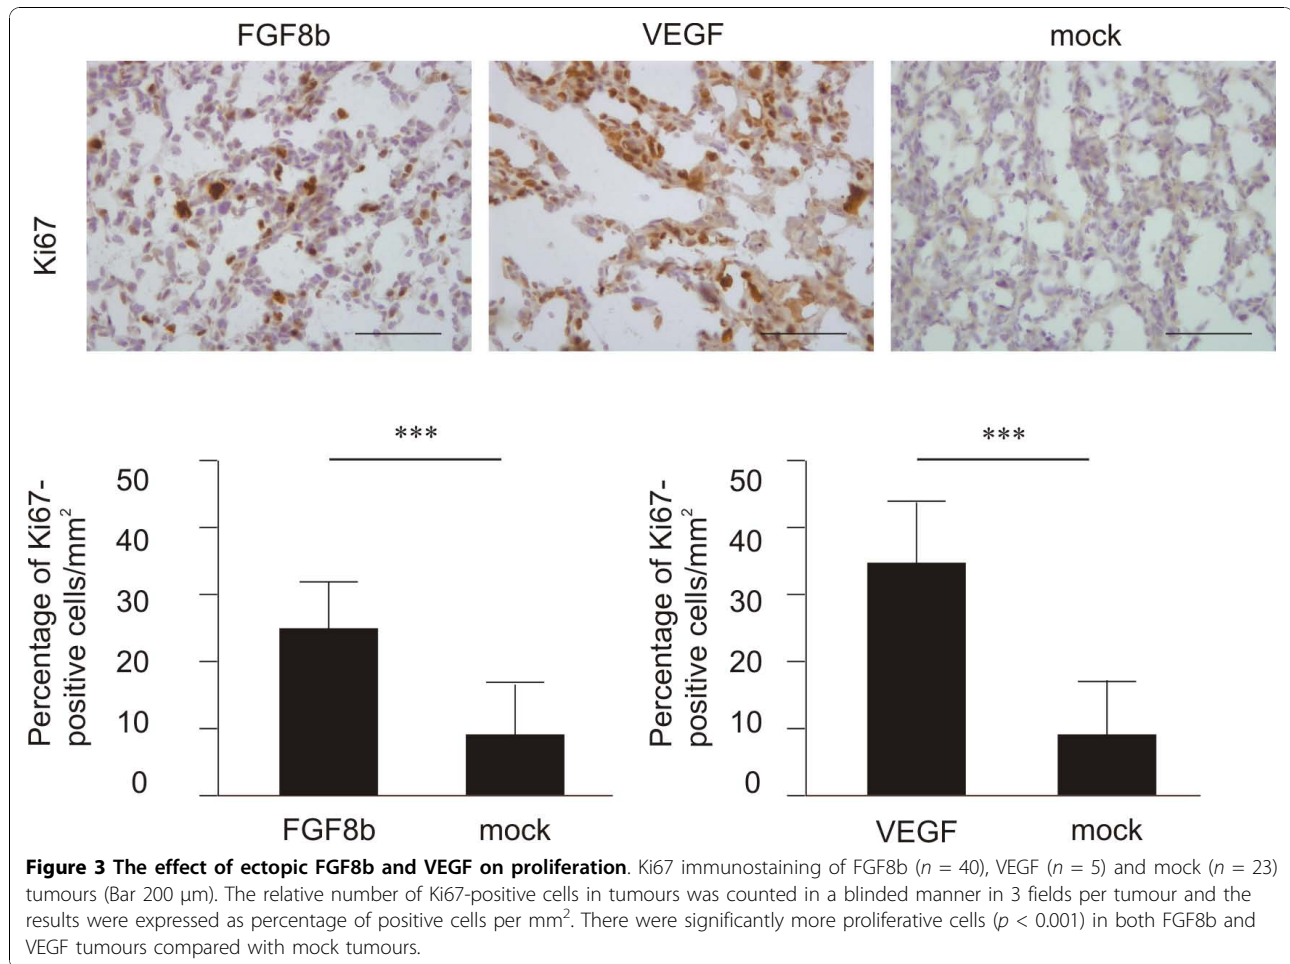 FGF8b VEGF mock
Ki67
*** ***
Percentage of Ki67-
positive cells/mm²
50
40
30
20
10
0
FGF8b mock
Percentage of Ki67-
positive cells/mm²
50
40
30
20
10
0
VEGF mock
Figure 3 The effect of ectopic FGF8b and VEGF on proliferation. Ki67 immunostaining of FGF8b (n = 40), VEGF (n = 5) and mock (n = 23)
tumours (Bar 200 μm). The relative number of Ki67-positive cells in tumours was counted in a blinded manner in 3 fields per tumour and the
results were expressed as percentage of positive cells per mm². There were significantly more proliferative cells (p < 0.001) in both FGF8b and
VEGF tumours compared with mock tumours.